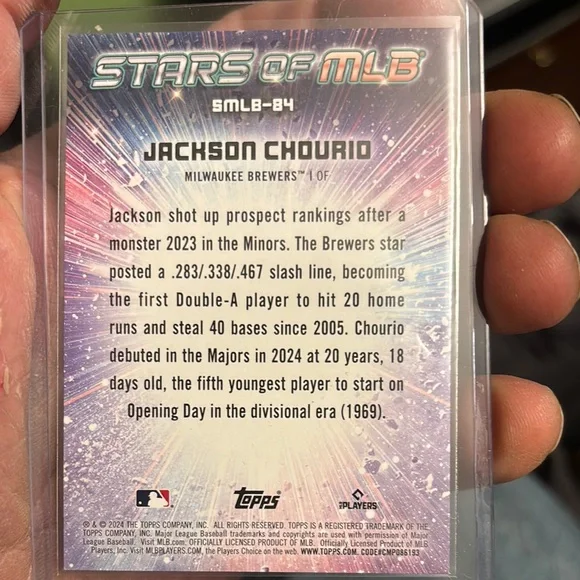 STARS OF MLB®
SMLB-84
JACKSON CHOURIO
MILWAUKEE BREWERS™ | OF
Jackson shot up prospect rankings after a
monster 2023 in the Minors. The Brewers star
posted a .283/.338/.467 slash line, becoming
the first Double-A player to hit 20 home
runs and steal 40 bases since 2005. Chourio
debuted in the Majors in 2024 at 20 years, 18
days old, the fifth youngest player to start on
Opening Day in the divisional era (1969).
Topps
PLAYERS
® & © 2024 THE TOPPS COMPANY, INC. ALL RIGHTS RESERVED. TOPPS IS A REGISTERED TRADEMARK OF THE
TOPPS COMPANY, INC. Major League Baseball trademarks and copyrights are used with permission of Major
League Baseball. Visit MLB.com. OFFICIALLY LICENSED PRODUCT OF MLB. Officially Licensed Product of MLB
Players, Inc. Visit MLBPLAYERS.com, the Players Choice on the web. WWW.TOPPS.COM. CODE#CMP086193